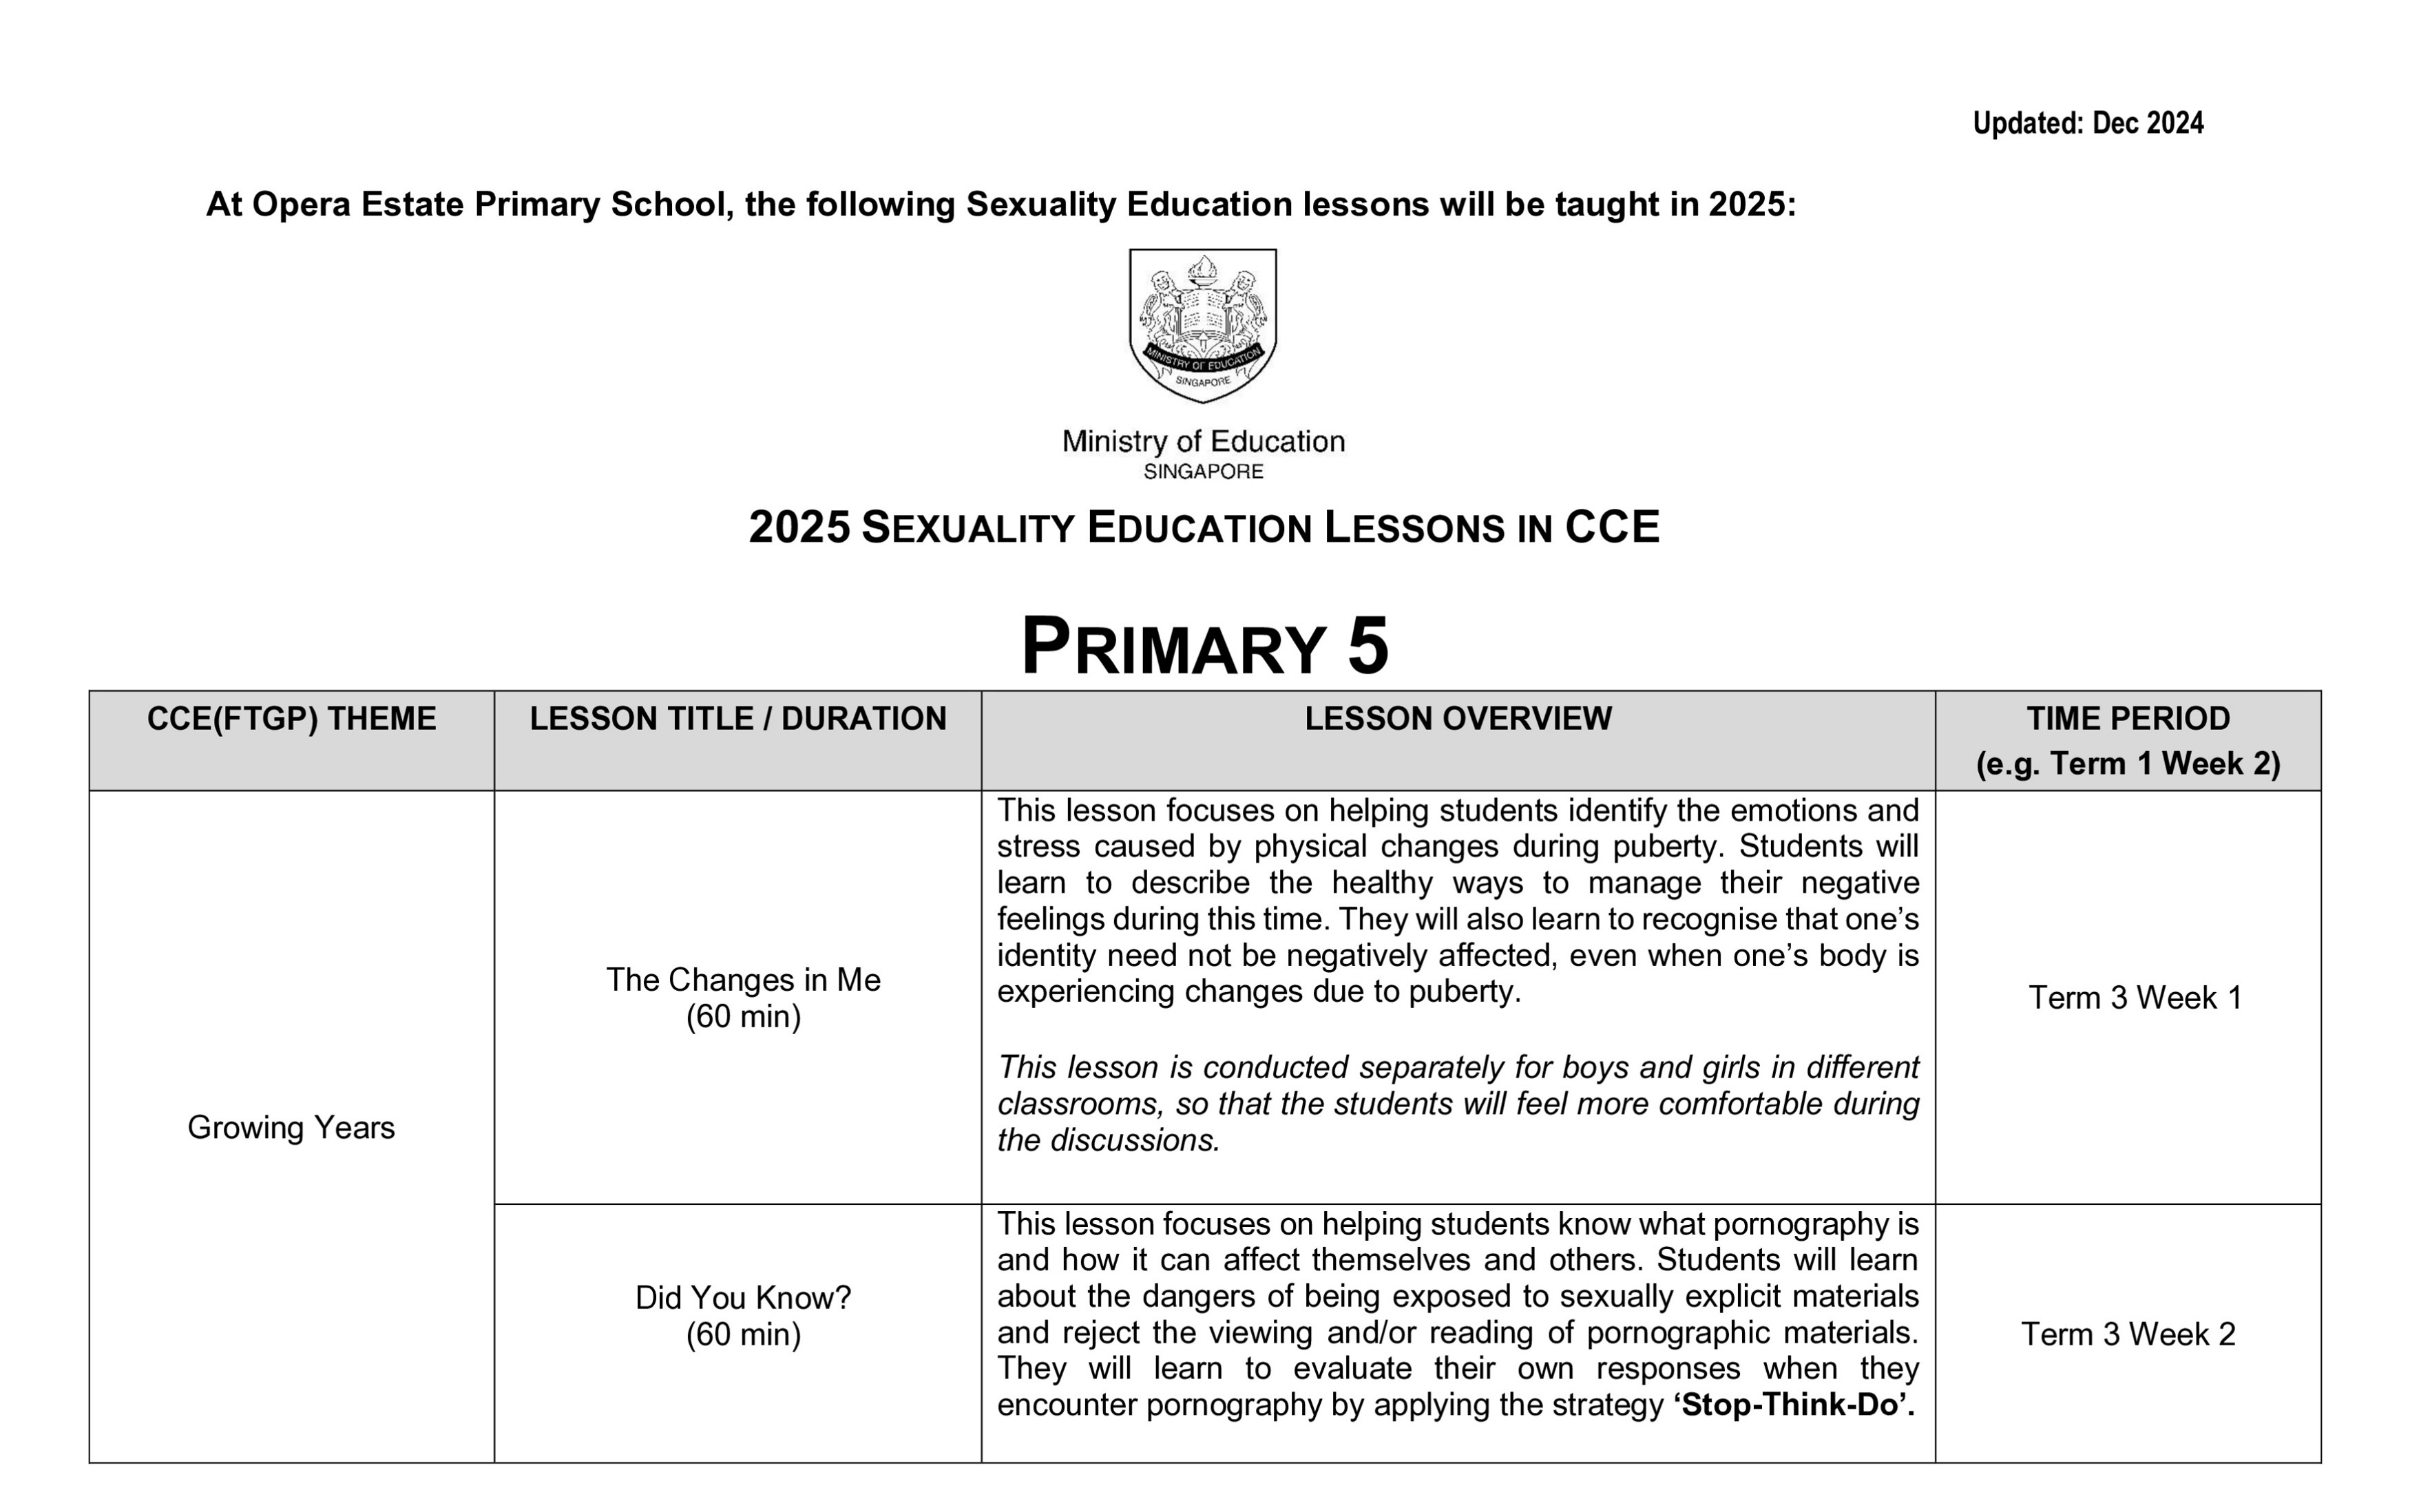 Updated: Dec 2024
At Opera Estate Primary School, the following Sexuality Education lessons will be taught in 2025:
MINISTRY OF EDUCATION
SINGAPORE
Ministry of Education
SINGAPORE
2025 SEXUALITY EDUCATION LESSONS IN CCE
PRIMARY 5
CCE(FTGP) THEME
LESSON TITLE / DURATION
LESSON OVERVIEW
TIME PERIOD
(e.g. Term 1 Week 2)
Growing Years
The Changes in Me
(60 min)
This lesson focuses on helping students identify the emotions and
stress caused by physical changes during puberty. Students will
learn to describe the healthy ways to manage their negative
feelings during this time. They will also learn to recognise that one’s
identity need not be negatively affected, even when one’s body is
experiencing changes due to puberty.
This lesson is conducted separately for boys and girls in different
classrooms, so that the students will feel more comfortable during
the discussions.
Term 3 Week 1
Did You Know?
(60 min)
This lesson focuses on helping students know what pornography is
and how it can affect themselves and others. Students will learn
about the dangers of being exposed to sexually explicit materials
and reject the viewing and/or reading of pornographic materials.
They will learn to evaluate their own responses when they
encounter pornography by applying the strategy ‘Stop-Think-Do’.
Term 3 Week 2